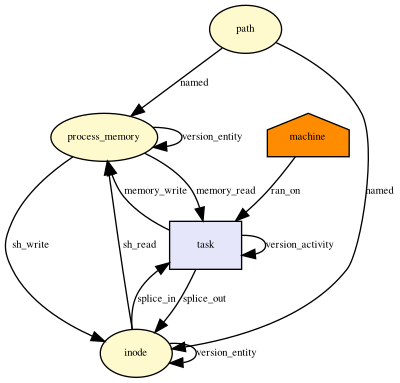 path
named
process_memory
version_entity
machine
memory_write
memory_read
ran_on
named
sh_write
sh_read
task
version_activity
splice_in
splice_out
inode
version_entity